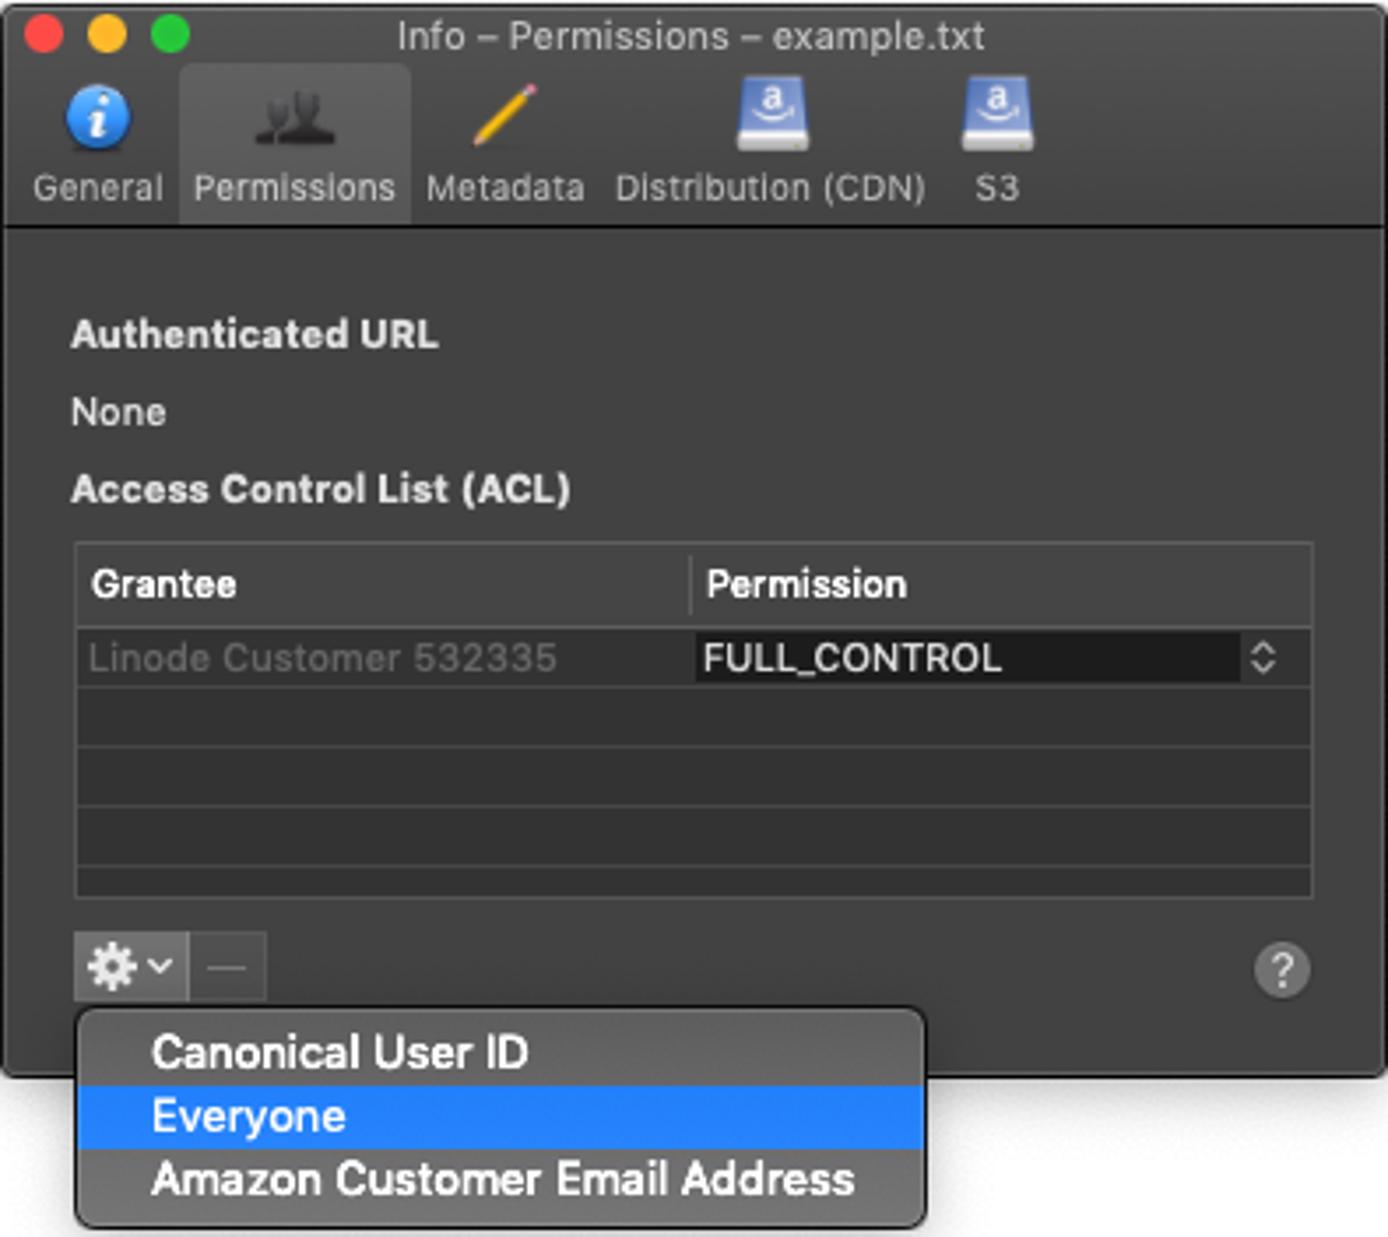 Info – Permissions – example.txt
General Permissions Metadata Distribution (CDN) S3
Authenticated URL
None
Access Control List (ACL)
Grantee Permission
Linode Customer 532335 FULL_CONTROL
?
Canonical User ID
Everyone
Amazon Customer Email Address